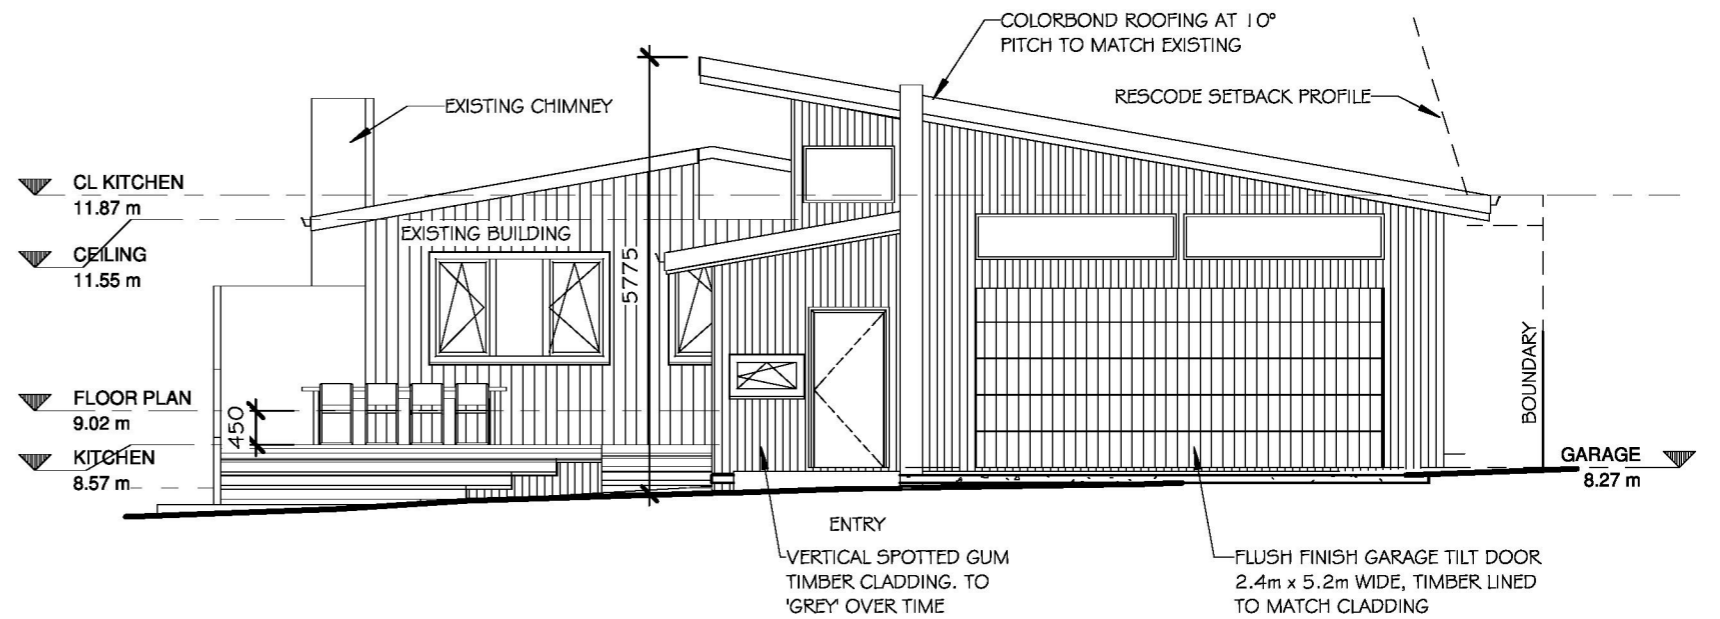 COLORBOND ROOFING AT 10°
PITCH TO MATCH EXISTING
EXISTING CHIMNEY
RESCODE SETBACK PROFILE
CL KITCHEN
11.87 m
EXISTING BUILDING
CEILING
11.55 m
5775
FLOOR PLAN
9.02 m
450
BOUNDARY
KITCHEN
8.57 m
GARAGE
8.27 m
ENTRY
VERTICAL SPOTTED GUM
TIMBER CLADDING. TO
'GREY' OVER TIME
FLUSH FINISH GARAGE TILT DOOR
2.4m x 5.2m WIDE, TIMBER LINED
TO MATCH CLADDING